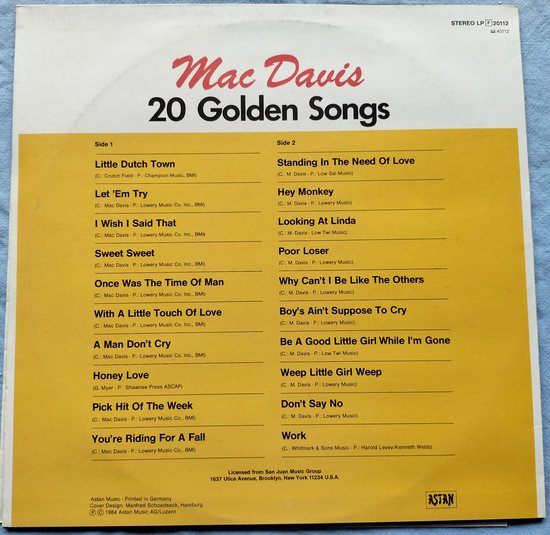 STEREO LP P 20112
40112
Mac Davis
20 Golden Songs
Side 1
Little Dutch Town
(C.: Crutch Field · P.: Champion Music, BMI)
Let 'Em Try
(C.: Mac Davis · P.: Lowery Music Co. Inc., BMI)
I Wish I Said That
(C.: Mac Davis · P.: Lowery Music Co. Inc., BMI)
Sweet Sweet
(C.: Mac Davis · P.: Lowery Music Co. Inc., BMI)
Once Was The Time Of Man
(C.: Mac Davis · P.: Lowery Music Co. Inc., BMI)
With A Little Touch Of Love
(C.: Mac Davis · P.: Lowery Music Co. Inc., BMI)
A Man Don't Cry
(C.: Mac Davis · P.: Lowery Music Co. Inc., BMI)
Honey Love
(G. Myer · P.: Shawnee Press ASCAP)
Pick Hit Of The Week
(C.: Mac Davis · P.: Lowery Music Co. Inc., BMI)
You're Riding For A Fall
(C.: Mac Davis · P.: Lowery Music Co. Inc., BMI)
Side 2
Standing In The Need Of Love
(C.: M. Davis · P.: Low Sal Music)
Hey Monkey
(C.: M. Davis · P.: Lowery Music)
Looking At Linda
(C.: M. Davis · Low Twi Music)
Poor Loser
(C.: M. Davis · P.: Lowery Music)
Why Can't I Be Like The Others
(C.: M. Davis · P.: Lowery Music)
Boy's Ain't Suppose To Cry
(C.: M. Davis · P.: Lowery Music)
Be A Good Little Girl While I'm Gone
(C.: M. Davis · P.: Low Twi Music)
Weep Little Girl Weep
(C.: M. Davis · P.: Lowery Music)
Don't Say No
(C.: M. Davis · P.: Lowery Music)
Work
(C.: Whitmark & Sons Music · P.: Harold Levey/Kenneth Webb)
Licensed from San Juan Music Group
1637 Utica Avenue, Brooklyn, New York 11234 U.S.A.
Astan Music · Printed in Germany
Cover Design: Manfred Schoedsack, Hamburg
Ⓟ Ⓒ 1984 Astan Music AG/Luzern
ASTAN